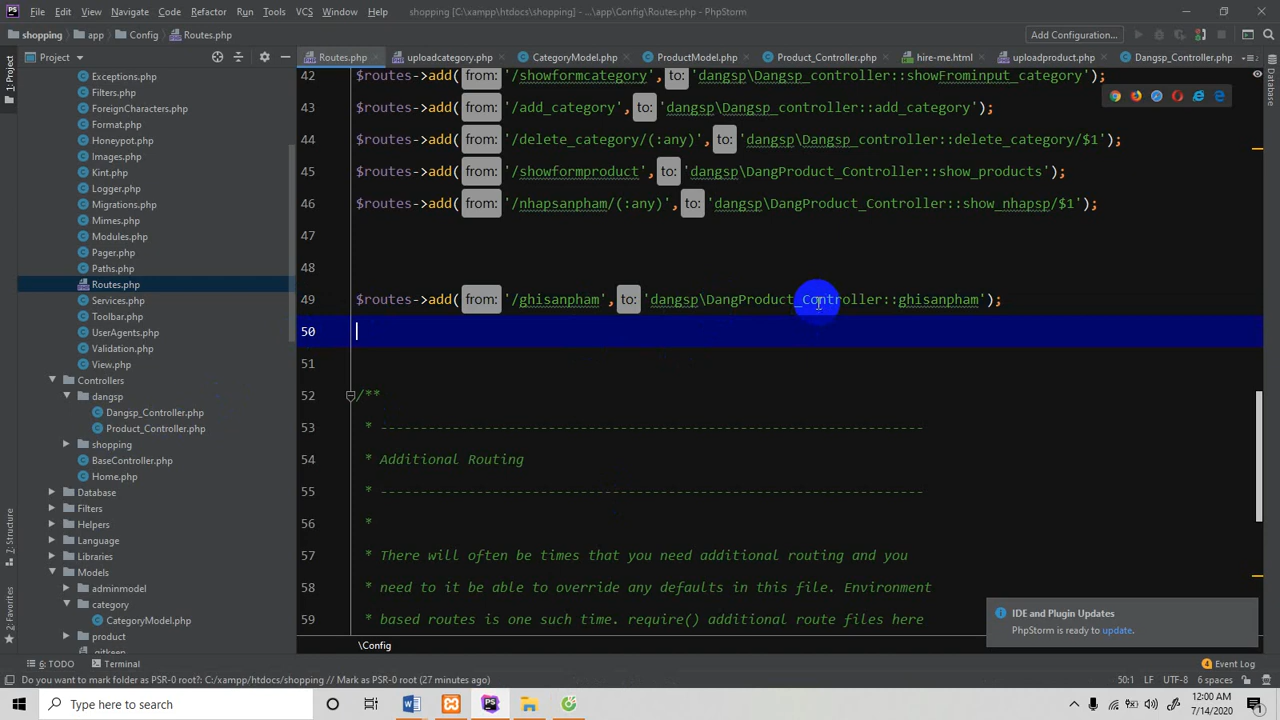 File Edit View Navigate Code Refactor Run Tools VCS Window Help shopping [C:\xampp\htdocs\shopping] - ...\app\Config\Routes.php - PhpStorm
shopping app Config Routes.php Add Configuration...
Project
Routes.php uploadcategory.php CategoryModel.php ProductModel.php Product_Controller.php hire-me.html uploadproduct.php Dangsp_Controller.php
1: Project
7: Structure
2: Favorites
Database
Exceptions.php
Filters.php
ForeignCharacters.php
Format.php
Honeypot.php
Images.php
Kint.php
Logger.php
Migrations.php
Mimes.php
Modules.php
Pager.php
Paths.php
Routes.php
Services.php
Toolbar.php
UserAgents.php
Validation.php
View.php
Controllers
dangsp
Dangsp_Controller.php
Product_Controller.php
shopping
BaseController.php
Home.php
Database
Filters
Helpers
Language
Libraries
Models
adminmodel
category
CategoryModel.php
product
.gitkeep
42 $routes->add( from: '/showformcategory', to: 'dangsp\Dangsp_controller::showFrominput_category');
43 $routes->add( from: '/add_category', to: 'dangsp\Dangsp_controller::add_category');
44 $routes->add( from: '/delete_category/(:any)', to: 'dangsp\Dangsp_controller::delete_category/$1');
45 $routes->add( from: '/showformproduct', to: 'dangsp\DangProduct_Controller::show_products');
46 $routes->add( from: '/nhapsanpham/(:any)', to: 'dangsp\DangProduct_Controller::show_nhapsp/$1');
47
48
49 $routes->add( from: '/ghisanpham', to: 'dangsp\DangProduct_Controller::ghisanpham');
50
51
52 /**
53 * --------------------------------------------------------------------
54 * Additional Routing
55 * --------------------------------------------------------------------
56 *
57 * There will often be times that you need additional routing and you
58 * need to it be able to override any defaults in this file. Environment
59 * based routes is one such time. require() additional route files here
\Config
IDE and Plugin Updates
PhpStorm is ready to update.
6: TODO Terminal 4 Event Log
Do you want to mark folder as PSR-0 root?: C:/xampp/htdocs/shopping // Mark as PSR-0 root (27 minutes ago) 50:1 LF UTF-8 6 spaces
Type here to search
12:00 AM
7/14/2020
1